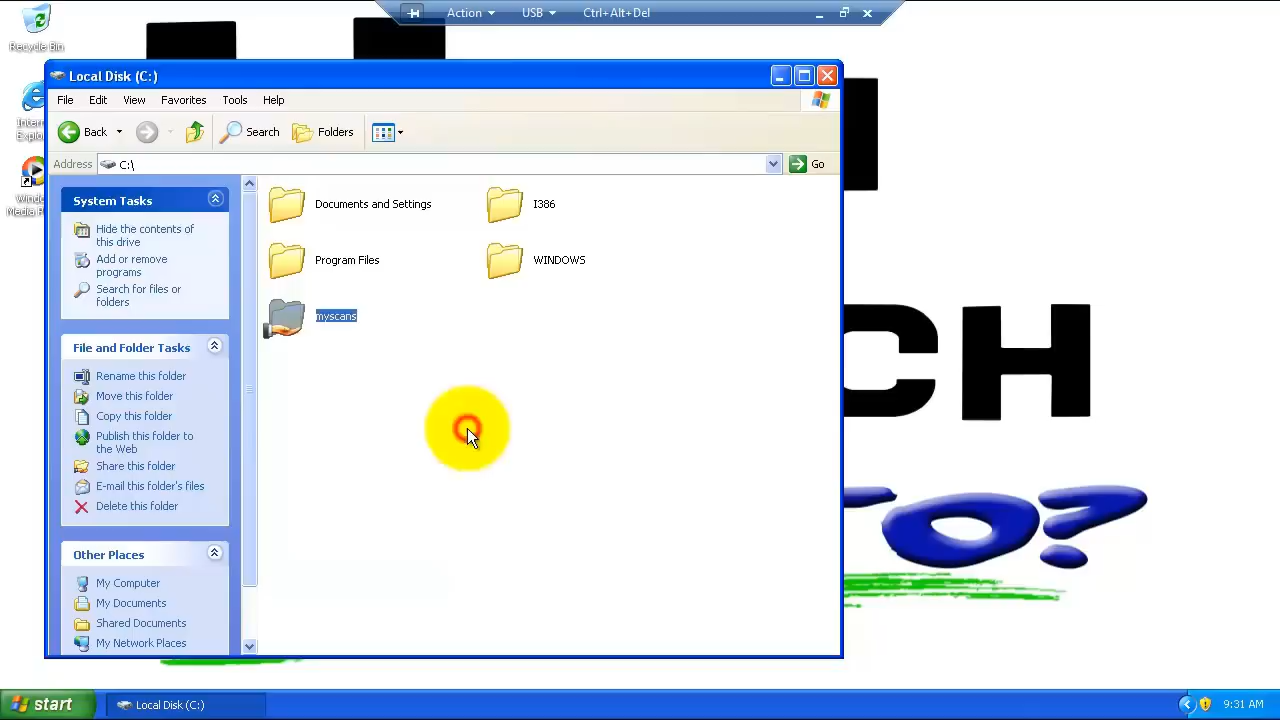 Action USB Ctrl+Alt+Del
Recycle Bin
Local Disk (C:)
File Edit View Favorites Tools Help
Back Search Folders
Address C:\ Go
System Tasks
Hide the contents of
this drive
Add or remove
programs
Search for files or
folders
File and Folder Tasks
Rename this folder
Move this folder
Copy this folder
Publish this folder to
the Web
Share this folder
E-mail this folder's files
Delete this folder
Other Places
My Computer
My Documents
Shared Documents
My Network Places
Documents and Settings I386
Program Files WINDOWS
myscans
CH
TO?
start Local Disk (C:) 9:31 AM